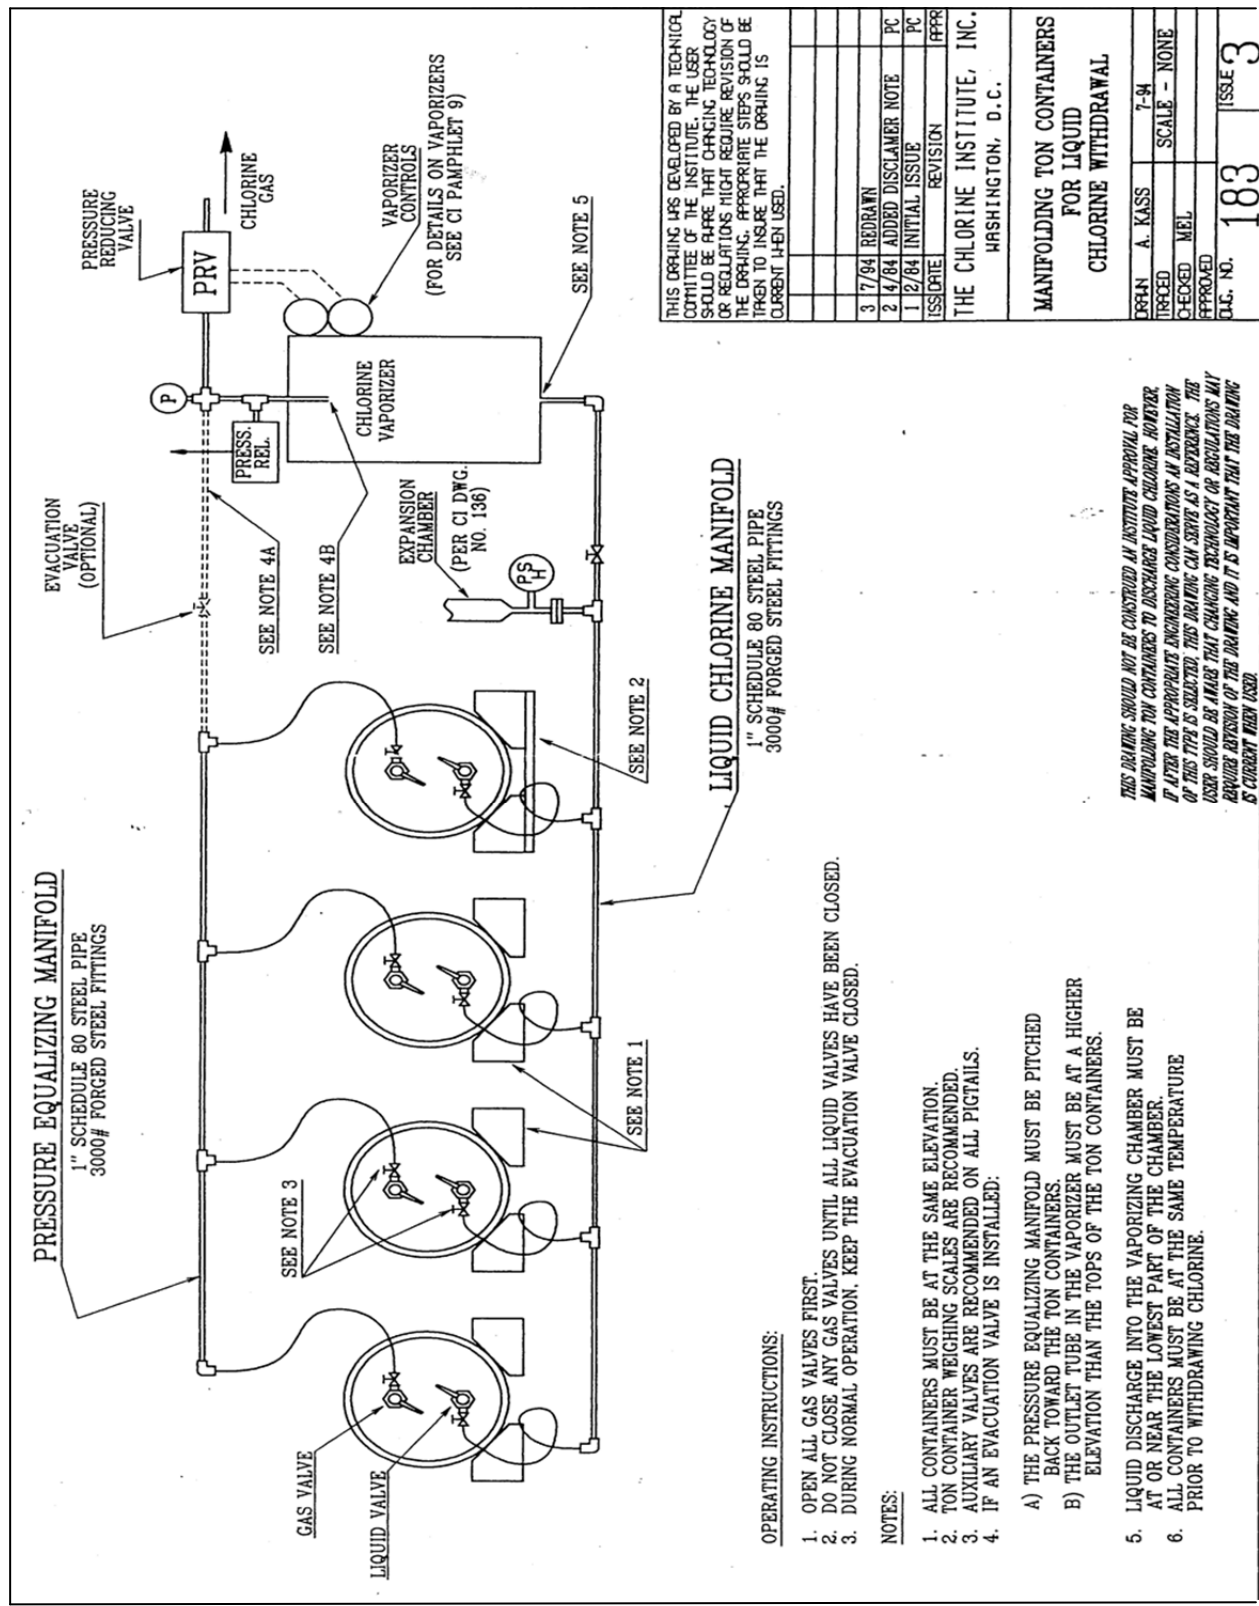 PRESSURE EQUALIZING MANIFOLD
1" SCHEDULE 80 STEEL PIPE
3000# FORGED STEEL FITTINGS
EVACUATION
VALVE
(OPTIONAL)
PRESSURE
REDUCING
VALVE
PRV
CHLORINE
GAS
P
PRESS.
REL.
VAPORIZER
CONTROLS
(FOR DETAILS ON VAPORIZERS
SEE CI PAMPHLET 9)
CHLORINE
VAPORIZER
SEE NOTE 4A
SEE NOTE 4B
SEE NOTE 3
EXPANSION
CHAMBER
(PER CI DWG.
NO. 136)
PS
H
GAS VALVE
LIQUID VALVE
SEE NOTE 1
SEE NOTE 2
SEE NOTE 5
LIQUID CHLORINE MANIFOLD
1" SCHEDULE 80 STEEL PIPE
3000# FORGED STEEL FITTINGS
OPERATING INSTRUCTIONS:
1. OPEN ALL GAS VALVES FIRST.
2. DO NOT CLOSE ANY GAS VALVES UNTIL ALL LIQUID VALVES HAVE BEEN CLOSED.
3. DURING NORMAL OPERATION, KEEP THE EVACUATION VALVE CLOSED.
NOTES:
1. ALL CONTAINERS MUST BE AT THE SAME ELEVATION.
2. TON CONTAINER WEIGHING SCALES ARE RECOMMENDED.
3. AUXILIARY VALVES ARE RECOMMENDED ON ALL PIGTAILS.
4. IF AN EVACUATION VALVE IS INSTALLED:
A) THE PRESSURE EQUALIZING MANIFOLD MUST BE PITCHED
BACK TOWARD THE TON CONTAINERS.
B) THE OUTLET TUBE IN THE VAPORIZER MUST BE AT A HIGHER
ELEVATION THAN THE TOPS OF THE TON CONTAINERS.
5. LIQUID DISCHARGE INTO THE VAPORIZING CHAMBER MUST BE
AT OR NEAR THE LOWEST PART OF THE CHAMBER.
6. ALL CONTAINERS MUST BE AT THE SAME TEMPERATURE
PRIOR TO WITHDRAWING CHLORINE.
THIS DRAWING SHOULD NOT BE CONSTRUED AN INSTITUTE APPROVAL FOR
MANIFOLDING TON CONTAINERS TO DISCHARGE LIQUID CHLORINE. HOWEVER,
IF AFTER THE APPROPRIATE ENGINEERING CONSIDERATIONS AN INSTALLATION
OF THIS TYPE IS SELECTED, THIS DRAWING CAN SERVE AS A REFERENCE. THE
USER SHOULD BE AWARE THAT CHANGING TECHNOLOGY OR REGULATIONS MAY
REQUIRE REVISION OF THE DRAWING AND IT IS IMPORTANT THAT THE DRAWING
IS CURRENT WHEN USED.
THIS DRAWING WAS DEVELOPED BY A TECHNICAL
COMMITTEE OF THE INSTITUTE. THE USER
SHOULD BE AWARE THAT CHANGING TECHNOLOGY
OR REGULATIONS MIGHT REQUIRE REVISION OF
THE DRAWING. APPROPRIATE STEPS SHOULD BE
TAKEN TO INSURE THAT THE DRAWING IS
CURRENT WHEN USED.
3 7/94 REDRAWN
2 4/84 ADDED DISCLAMER NOTE PC
1 2/84 INITIAL ISSUE PC
ISS DATE REVISION APPR
THE CHLORINE INSTITUTE, INC.
WASHINGTON, D.C.
MANIFOLDING TON CONTAINERS
FOR LIQUID
CHLORINE WITHDRAWAL
DRAWN A. KASS 7-94
TRACED SCALE - NONE
CHECKED MEL
APPROVED
DWG. NO. 183 ISSUE 3